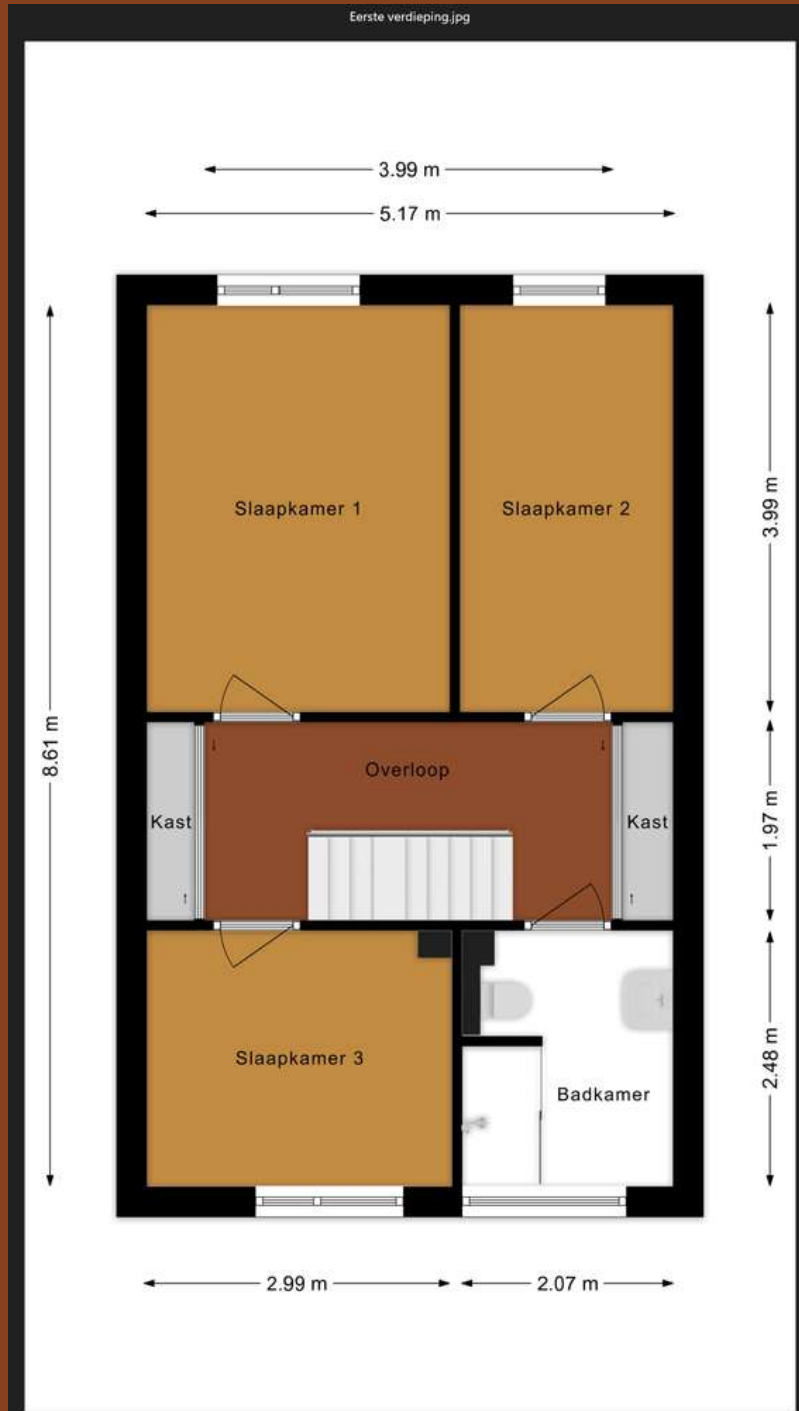 Eerste verdieping.jpg
3.99 m
5.17 m
Slaapkamer 1
Slaapkamer 2
3.99 m
8.61 m
Overloop
Kast
Kast
1.97 m
Slaapkamer 3
Badkamer
2.48 m
2.99 m
2.07 m